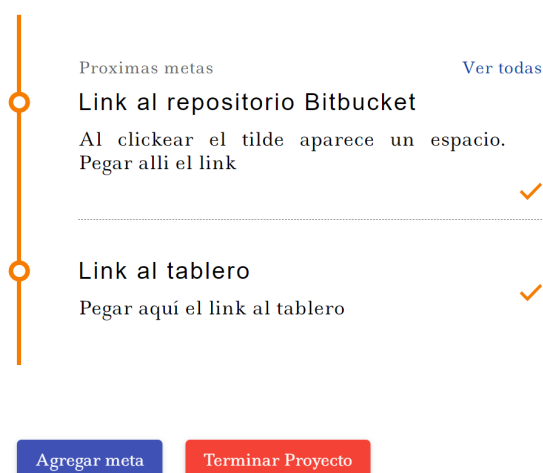 Proximas metas Ver todas
Link al repositorio Bitbucket
Al clickear el tilde aparece un espacio.
Pegar alli el link
Link al tablero
Pegar aquí el link al tablero
Agregar meta Terminar Proyecto